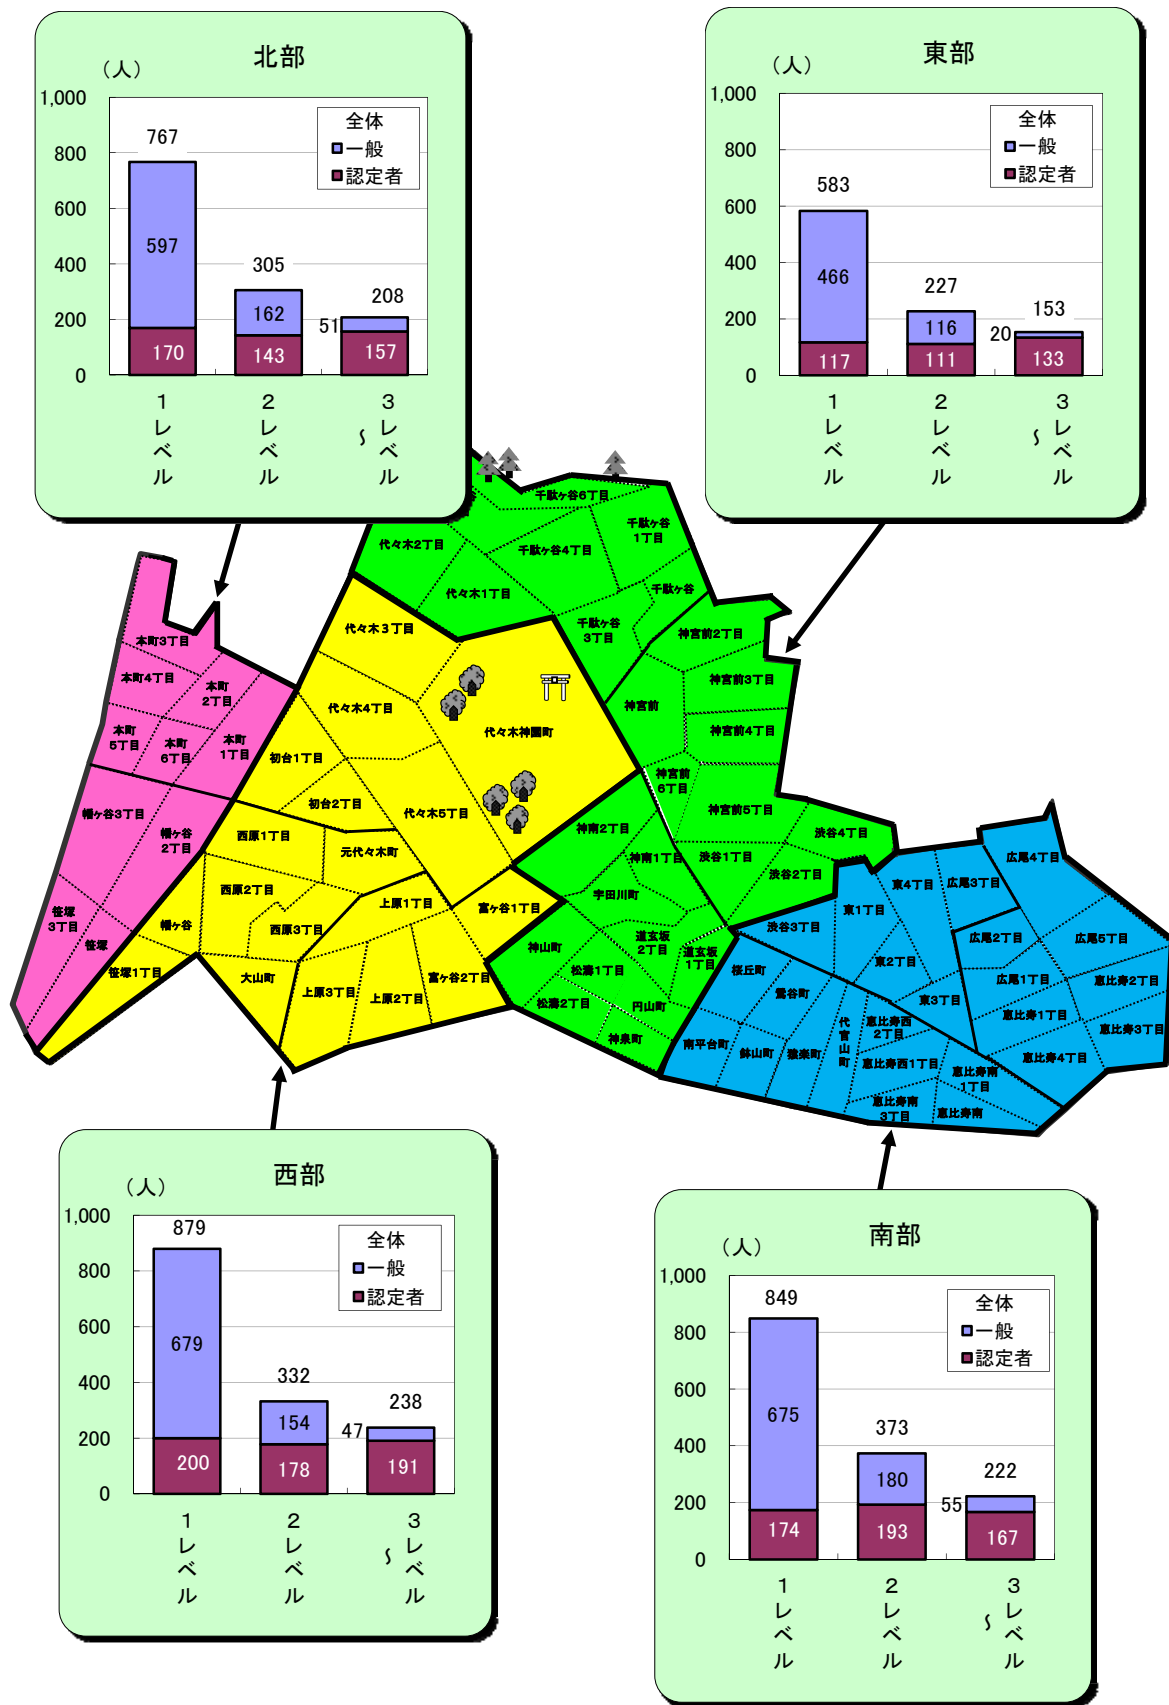 北部
（人）
1,000
800
600
400
200
0
全体
一般
認定者
767
597
170
305
162
143
208
51
157
1レベル
2レベル
3レベル～
東部
（人）
1,000
800
600
400
200
0
全体
一般
認定者
583
466
117
227
116
111
153
20
133
1レベル
2レベル
3レベル～
千駄ヶ谷6丁目
千駄ヶ谷
1丁目
代々木2丁目
千駄ヶ谷4丁目
代々木1丁目
千駄ヶ谷
千駄ヶ谷
3丁目
代々木3丁目
神宮前2丁目
本町3丁目
本町4丁目
本町
2丁目
神宮前3丁目
代々木4丁目
神宮前
本町
5丁目
本町
6丁目
本町
1丁目
代々木神園町
神宮前4丁目
初台1丁目
神宮前
6丁目
初台2丁目
代々木5丁目
神宮前5丁目
幡ヶ谷3丁目
幡ヶ谷
2丁目
西原1丁目
元代々木町
神南2丁目
神南1丁目
渋谷1丁目
渋谷4丁目
渋谷2丁目
広尾4丁目
西原2丁目
宇田川町
東4丁目
広尾3丁目
上原1丁目
富ヶ谷1丁目
東1丁目
笹塚
3丁目
笹塚
幡ヶ谷
西原3丁目
渋谷3丁目
広尾2丁目
広尾5丁目
神山町
道玄坂
2丁目
道玄坂
1丁目
東2丁目
笹塚1丁目
大山町
富ヶ谷2丁目
松濤1丁目
桜丘町
広尾1丁目
恵比寿2丁目
上原3丁目
上原2丁目
松濤2丁目
円山町
鶯谷町
東3丁目
恵比寿1丁目
恵比寿3丁目
神泉町
南平台町
鉢山町
猿楽町
代官山町
恵比寿西
2丁目
恵比寿西1丁目
恵比寿4丁目
恵比寿南
1丁目
恵比寿南
3丁目
恵比寿南
西部
（人）
1,000
800
600
400
200
0
全体
一般
認定者
879
679
200
332
154
178
238
47
191
1レベル
2レベル
3レベル～
南部
（人）
1,000
800
600
400
200
0
全体
一般
認定者
849
675
174
373
180
193
222
55
167
1レベル
2レベル
3レベル～